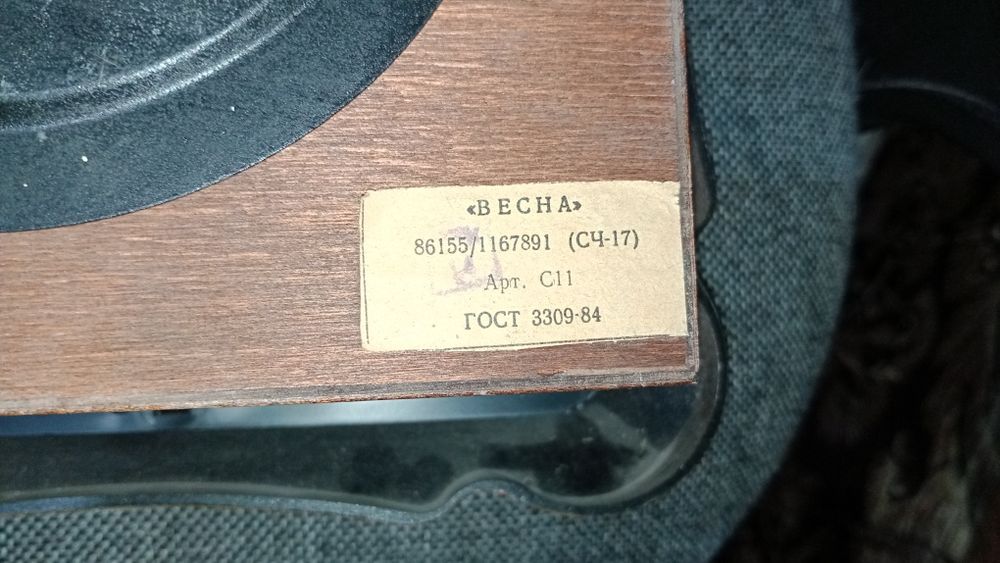 «ВЕСНА»
86155/1167891 (СЧ-17)
Арт. С11
ГОСТ 3309-84